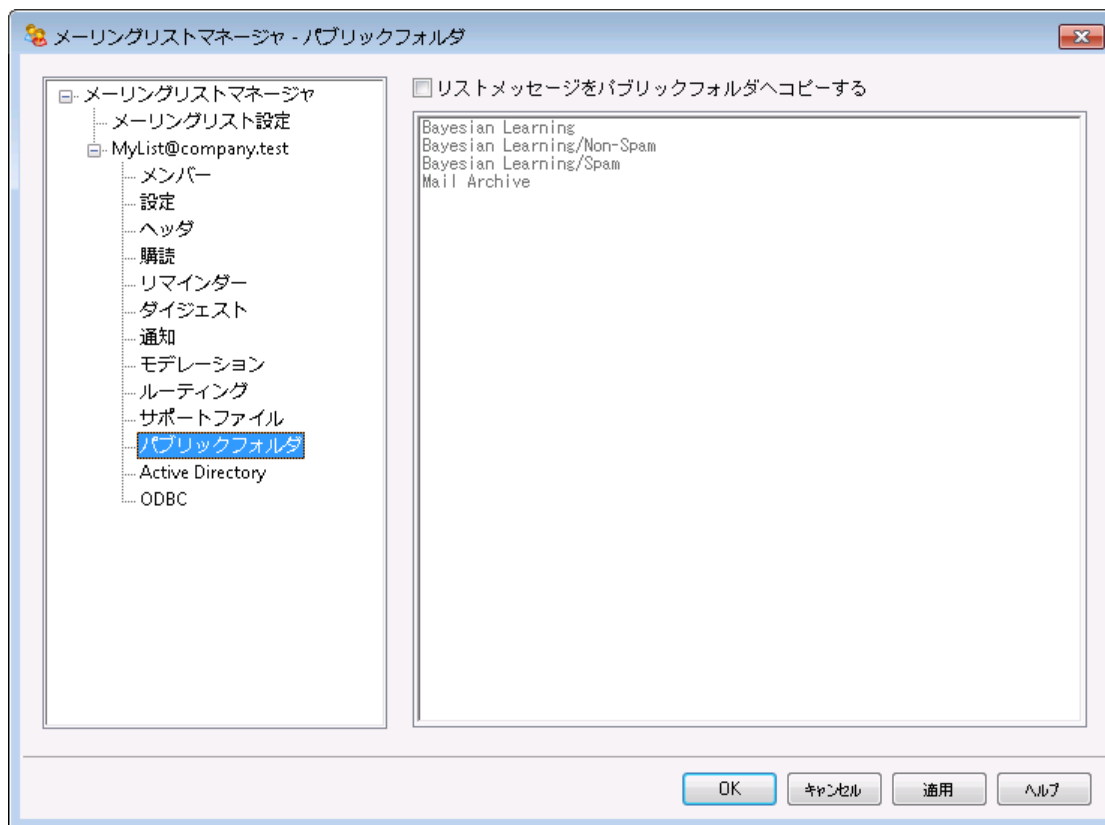 メーリングリストマネージャ - パブリックフォルダ
メーリングリストマネージャ
メーリングリスト設定
MyList@company.test
メンバー
設定
ヘッダ
購読
リマインダー
ダイジェスト
通知
モデレーション
ルーティング
サポートファイル
パブリックフォルダ
Active Directory
ODBC
リストメッセージをパブリックフォルダへコピーする
Bayesian Learning
Bayesian Learning/Non-Spam
Bayesian Learning/Spam
Mail Archive
OK
キャンセル
適用
ヘルプ